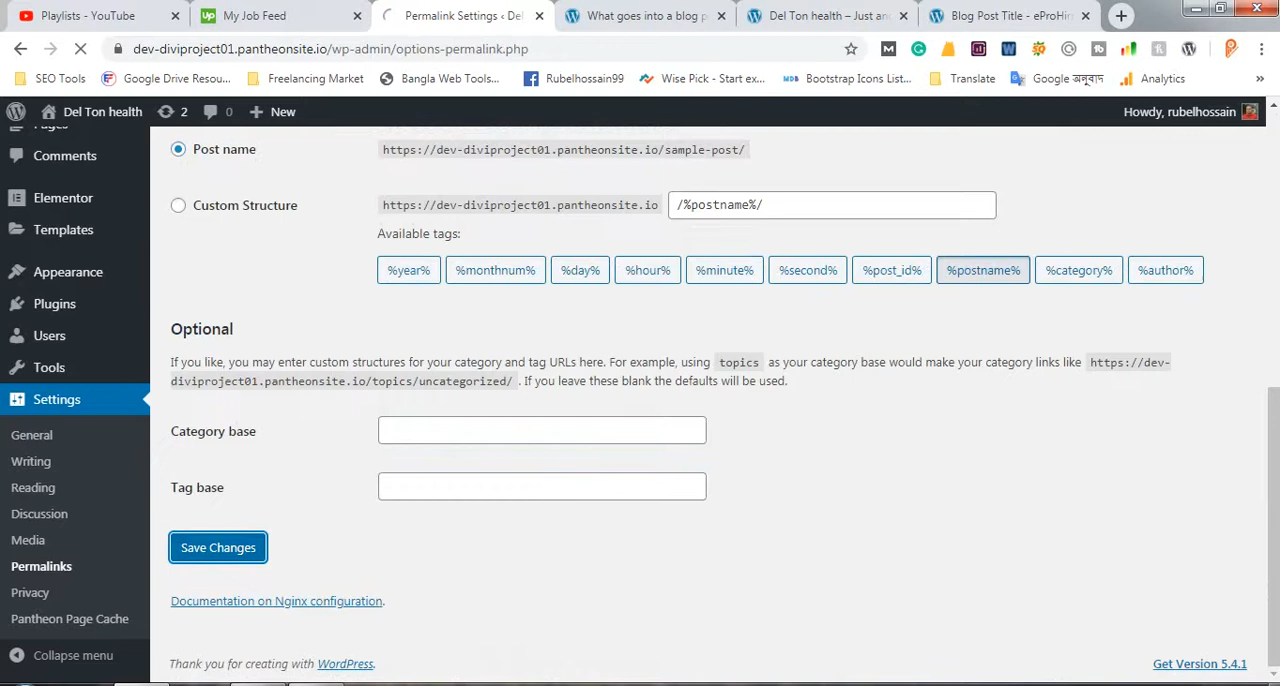 Playlists - YouTube
My Job Feed
Permalink Settings ‹ Del
What goes into a blog p
Del Ton health – Just an
Blog Post Title - eProHin
dev-diviproject01.pantheonsite.io/wp-admin/options-permalink.php
SEO Tools
Google Drive Resou...
Freelancing Market
Bangla Web Tools...
Rubelhossain99
Wise Pick - Start ex...
Bootstrap Icons List...
Translate
Google অনুবাদ
Analytics
»
Del Ton health
2
0
New
Howdy, rubelhossain
Pages
Comments
Elementor
Templates
Appearance
Plugins
Users
Tools
Settings
General
Writing
Reading
Discussion
Media
Permalinks
Privacy
Pantheon Page Cache
Collapse menu
Post name
https://dev-diviproject01.pantheonsite.io/sample-post/
Custom Structure
https://dev-diviproject01.pantheonsite.io
/%postname%/
Available tags:
%year%
%monthnum%
%day%
%hour%
%minute%
%second%
%post_id%
%postname%
%category%
%author%
Optional
If you like, you may enter custom structures for your category and tag URLs here. For example, using topics as your category base would make your category links like https://dev-
diviproject01.pantheonsite.io/topics/uncategorized/ . If you leave these blank the defaults will be used.
Category base
Tag base
Save Changes
Documentation on Nginx configuration.
Thank you for creating with WordPress.
Get Version 5.4.1